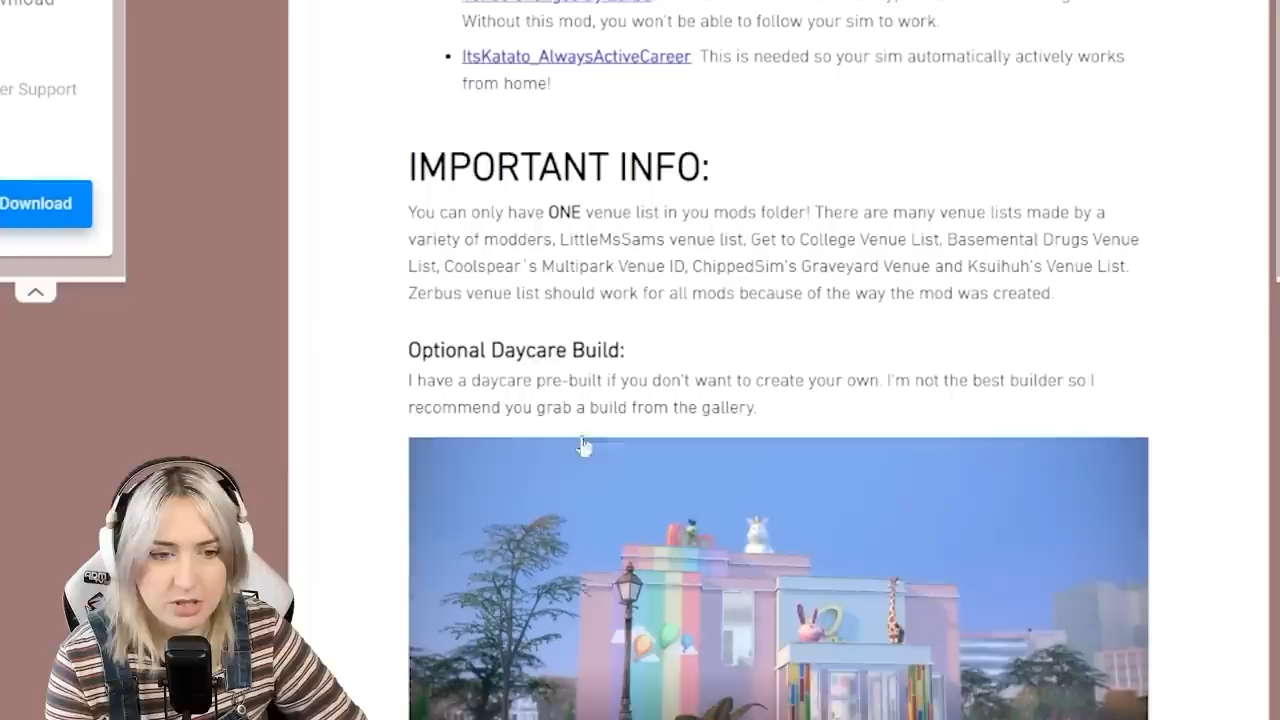 er Support
Download
Without this mod, you won't be able to follow your sim to work.
• ItsKatato_AlwaysActiveCareer This is needed so your sim automatically actively works
from home!
IMPORTANT INFO:
You can only have ONE venue list in you mods folder! There are many venue lists made by a
variety of modders, LittleMsSams venue list, Get to College Venue List, Basemental Drugs Venue
List, Coolspear´s Multipark Venue ID, ChippedSim's Graveyard Venue and Ksuihuh's Venue List.
Zerbus venue list should work for all mods because of the way the mod was created.
Optional Daycare Build:
I have a daycare pre-built if you don't want to create your own. I'm not the best builder so I
recommend you grab a build from the gallery.